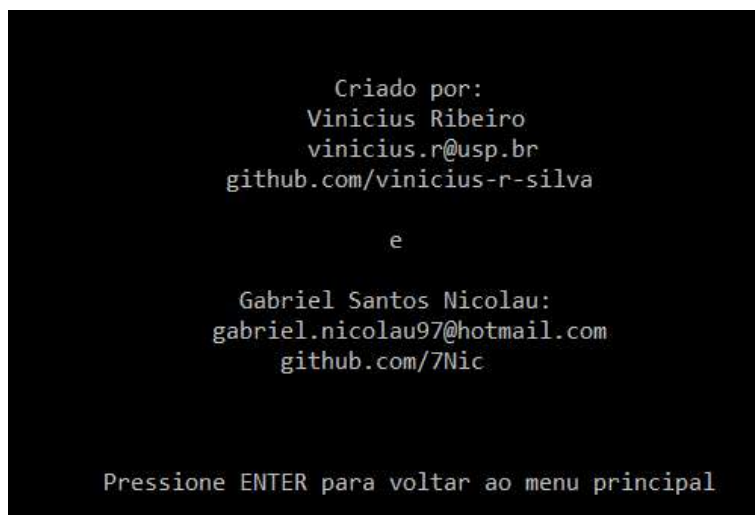 Criado por:
Vinicius Ribeiro
vinicius.r@usp.br
github.com/vinicius-r-silva
e
Gabriel Santos Nicolau:
gabriel.nicolau97@hotmail.com
github.com/7Nic
Pressione ENTER para voltar ao menu principal